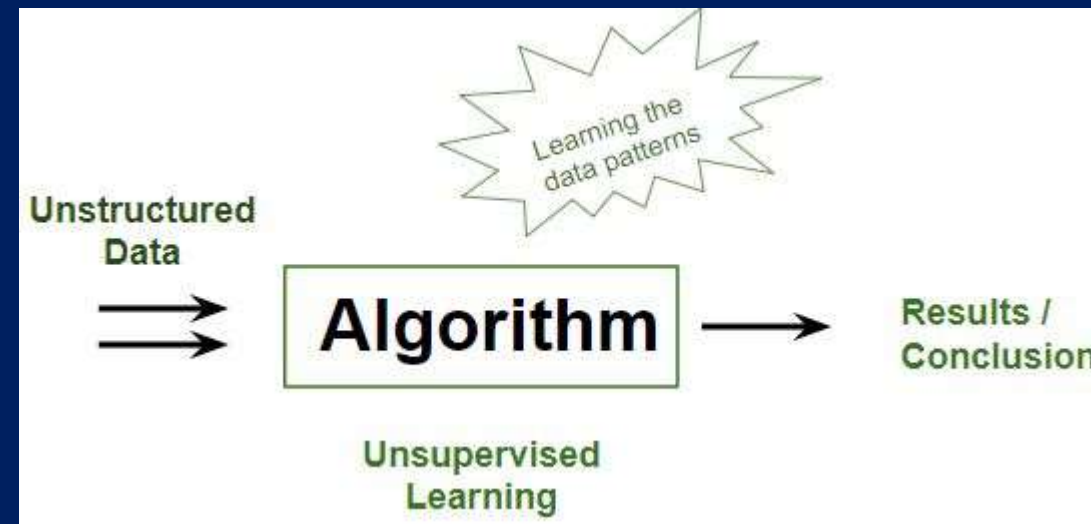 Learning the
data patterns
Unstructured
Data
Algorithm
Results /
Conclusion
Unsupervised
Learning